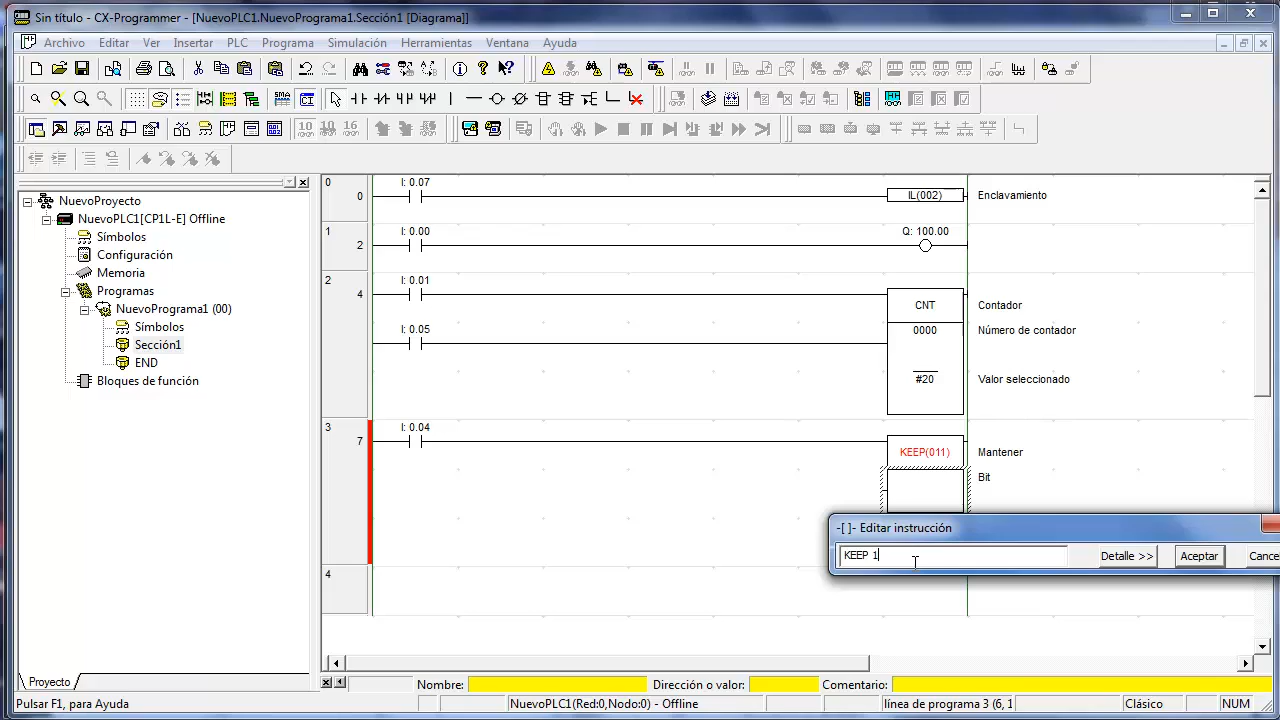 Sin título - CX-Programmer - [NuevoPLC1.NuevoPrograma1.Sección1 [Diagrama]]
Archivo Editar Ver Insertar PLC Programa Simulación Herramientas Ventana Ayuda
NuevoProyecto
NuevoPLC1[CP1L-E] Offline
Símbolos
Configuración
Memoria
Programas
NuevoPrograma1 (00)
Símbolos
Sección1
END
Bloques de función
Proyecto
0
0
I: 0.07
IL(002)
Enclavamiento
1
2
I: 0.00
Q: 100.00
2
4
I: 0.01
CNT
Contador
I: 0.05
0000
Número de contador
#20
Valor seleccionado
3
7
I: 0.04
KEEP(011)
Mantener
Bit
-[ ]- Editar instrucción
KEEP 1
Detalle >>
Aceptar
Cance
4
Nombre:
Dirección o valor:
Comentario:
Pulsar F1, para Ayuda
NuevoPLC1(Red:0,Nodo:0) - Offline
línea de programa 3 (6, 1
Clásico
NUM